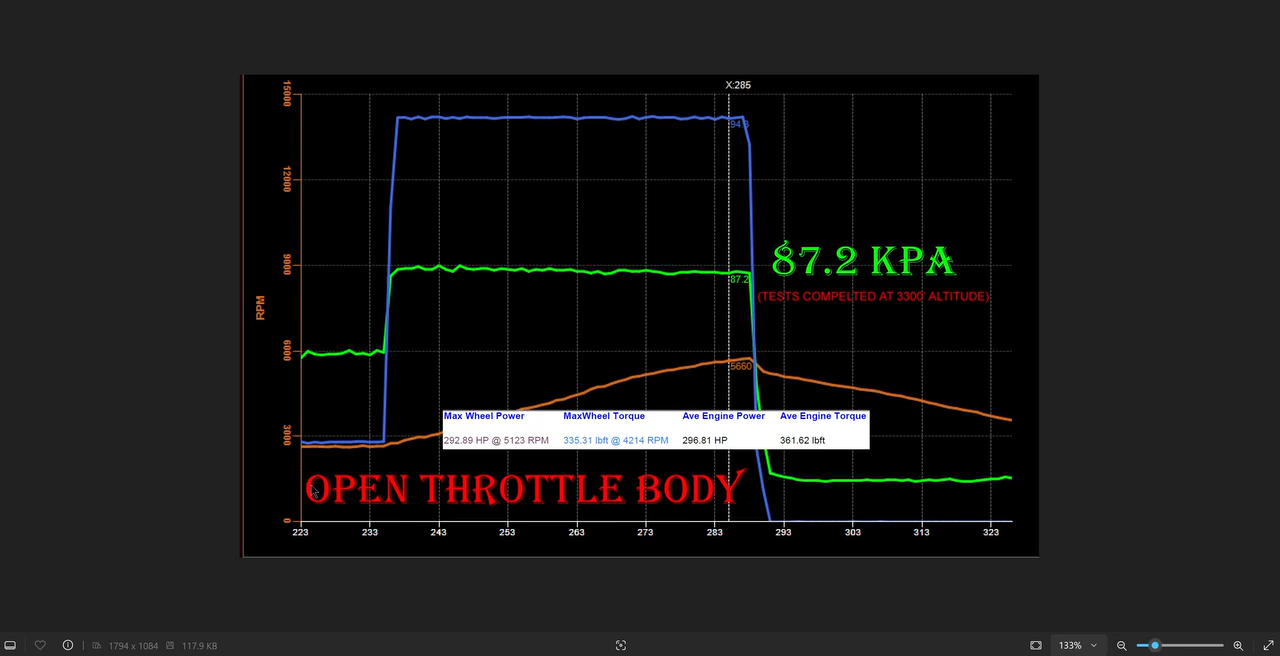 X:285
15000
12000
9000
6000
3000
0
RPM
94.3
87.2
5660
87.2 KPA
(TESTS COMPELTED AT 3300' ALTITUDE)
Max Wheel Power MaxWheel Torque Ave Engine Power Ave Engine Torque
292.89 HP @ 5123 RPM 335.31 lbft @ 4214 RPM 296.81 HP 361.62 lbft
OPEN THROTTLE BODY
223 233 243 253 263 273 283 293 303 313 323
1794 x 1084 117.9 KB 133%